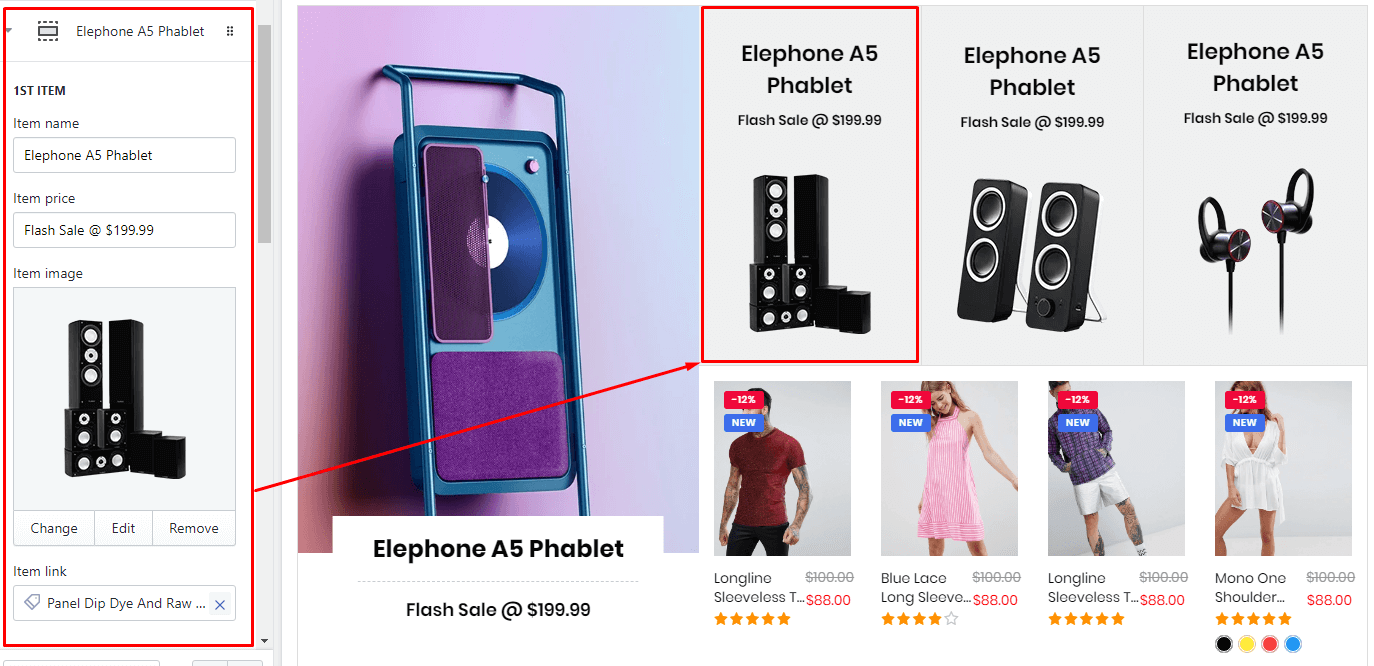 Elephone A5 Phablet
1ST ITEM
Item name
Elephone A5 Phablet
Item price
Flash Sale @ $199.99
Item image
Change
Edit
Remove
Item link
Panel Dip Dye And Raw ...
Elephone A5 Phablet
Flash Sale @ $199.99
Elephone A5
Phablet
Flash Sale @ $199.99
Elephone A5
Phablet
Flash Sale @ $199.99
Elephone A5
Phablet
Flash Sale @ $199.99
-12%
NEW
Longline
Sleeveless T...
$100.00
$88.00
-12%
NEW
Blue Lace
Long Sleeve...
$100.00
$88.00
-12%
NEW
Longline
Sleeveless T...
$100.00
$88.00
-12%
NEW
Mono One
Shoulder...
$100.00
$88.00